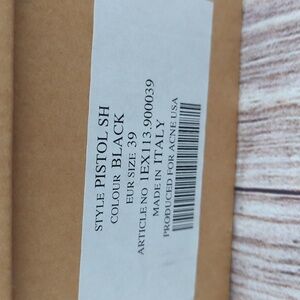 STYLE PISTOL SH
COLOUR BLACK
EUR SIZE 39
ARTICLE NO 1EX113.900039
MADE IN ITALY
PRODUCED FOR ACNE USA